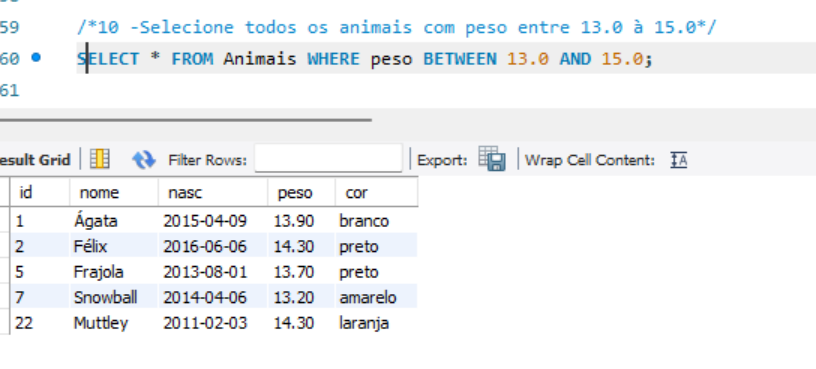 59 /*10 -Selecione todos os animais com peso entre 13.0 à 15.0*/
60 SELECT * FROM Animais WHERE peso BETWEEN 13.0 AND 15.0;
61
esult Grid Filter Rows: Export: Wrap Cell Content: IA
id nome nasc peso cor
1 Ágata 2015-04-09 13.90 branco
2 Félix 2016-06-06 14.30 preto
5 Frajola 2013-08-01 13.70 preto
7 Snowball 2014-04-06 13.20 amarelo
22 Muttley 2011-02-03 14.30 laranja